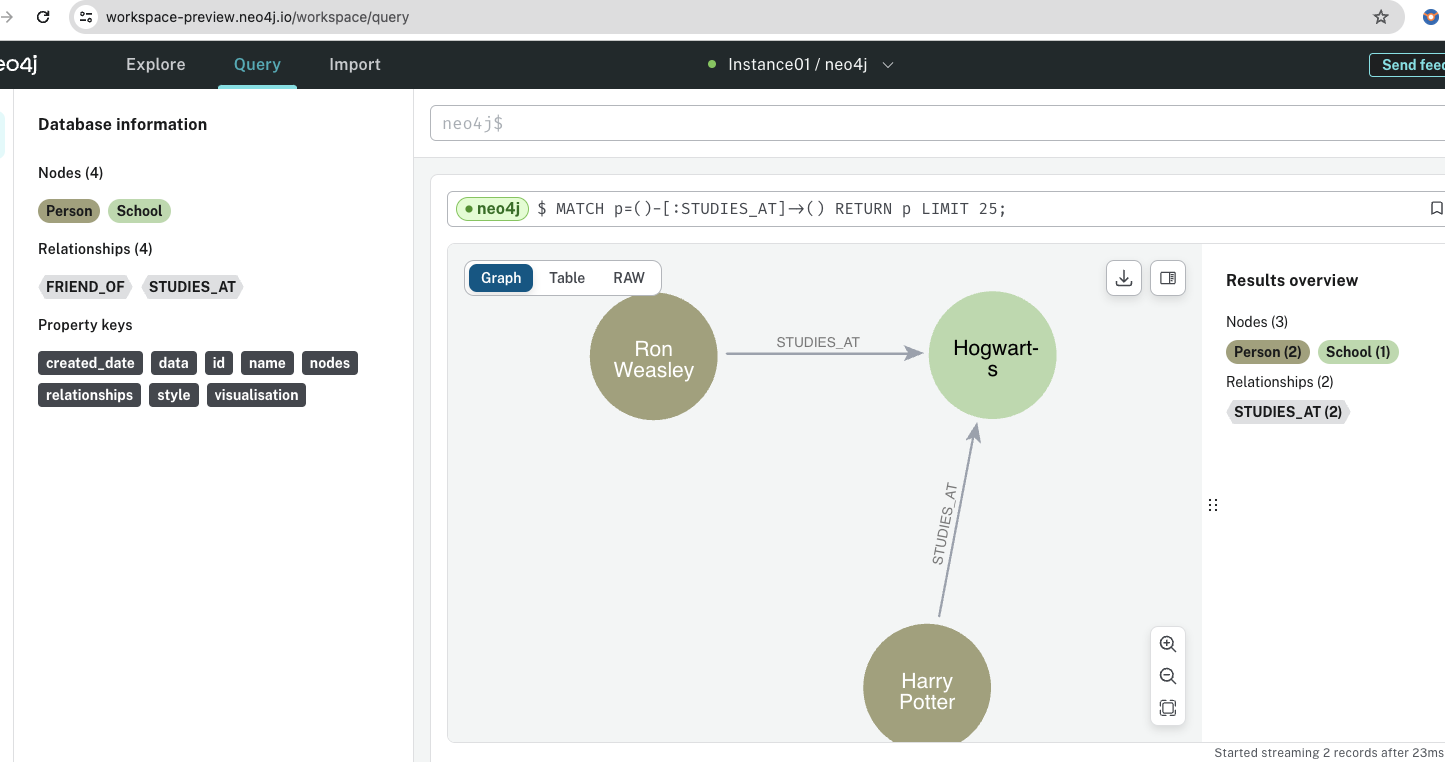 workspace-preview.neo4j.io/workspace/query
eo4j Explore Query Import Instance01 / neo4j Send feed
Database information
Nodes (4)
Person School
Relationships (4)
FRIEND_OF STUDIES_AT
Property keys
created_date data id name nodes
relationships style visualisation
neo4j$
neo4j $ MATCH p=()-[:STUDIES_AT]->() RETURN p LIMIT 25;
Graph Table RAW
Ron
Weasley
STUDIES_AT
Hogwart-
s
STUDIES_AT
Harry
Potter
Results overview
Nodes (3)
Person (2) School (1)
Relationships (2)
STUDIES_AT (2)
Started streaming 2 records after 23ms